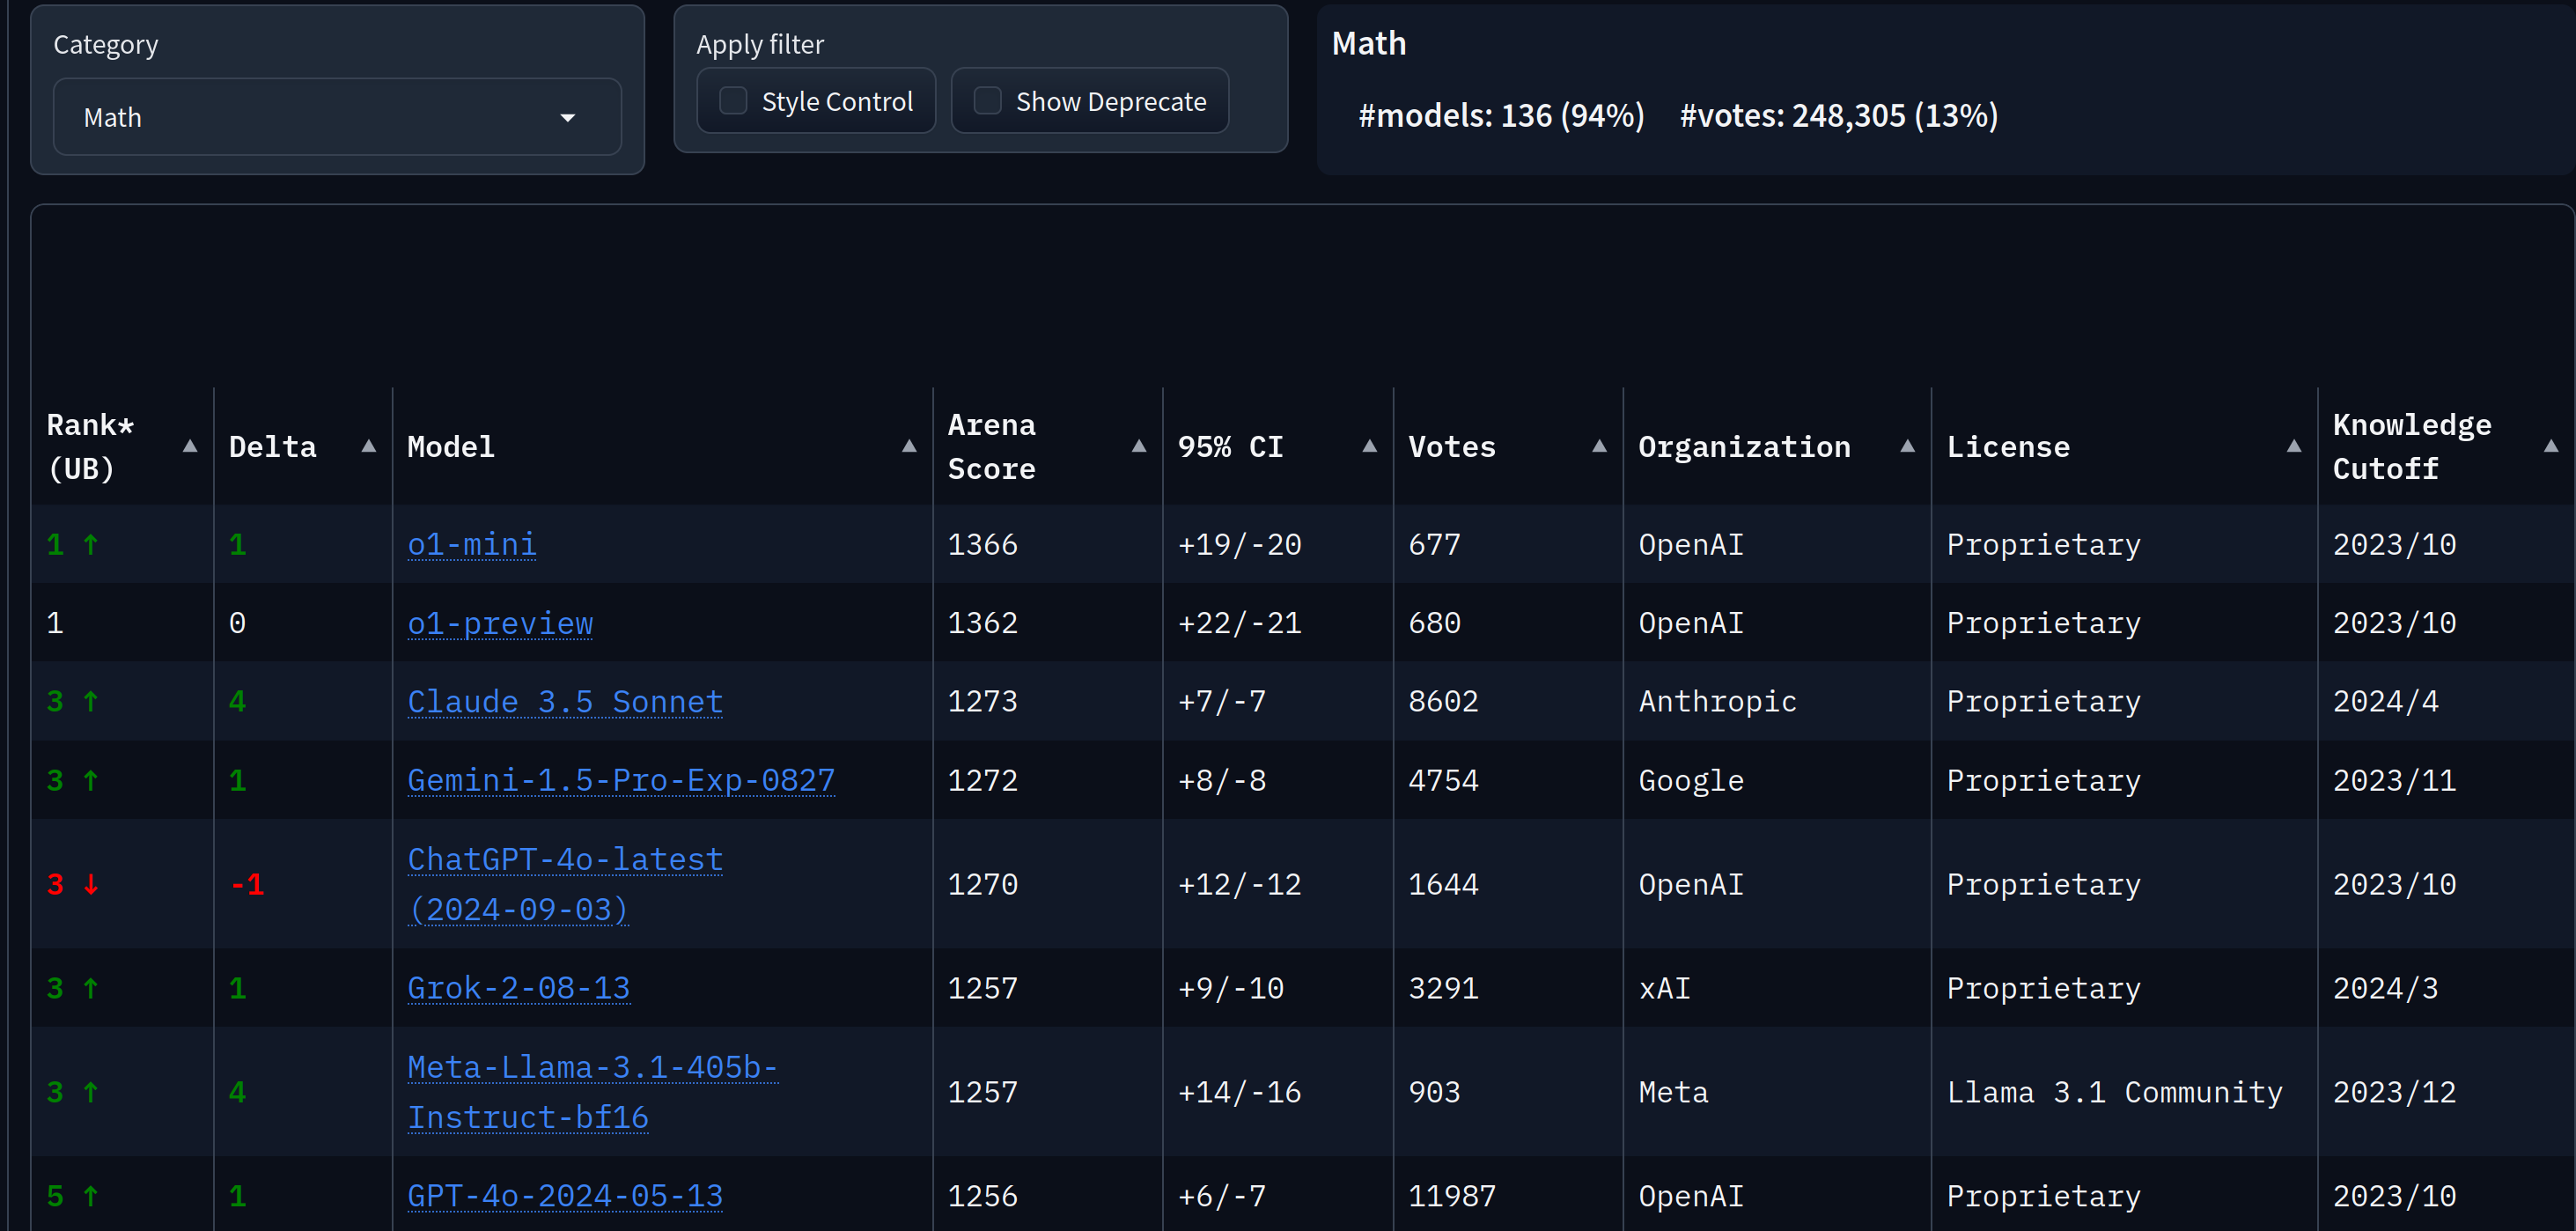 Category
Math
Apply filter
Style Control
Show Deprecate
Math
#models: 136 (94%) #votes: 248,305 (13%)
Rank* (UB) ▲ Delta ▲ Model ▲ Arena Score ▲ 95% CI ▲ Votes ▲ Organization ▲ License ▲ Knowledge Cutoff ▲
1 ↑ 1 o1-mini 1366 +19/-20 677 OpenAI Proprietary 2023/10
1 0 o1-preview 1362 +22/-21 680 OpenAI Proprietary 2023/10
3 ↑ 4 Claude 3.5 Sonnet 1273 +7/-7 8602 Anthropic Proprietary 2024/4
3 ↑ 1 Gemini-1.5-Pro-Exp-0827 1272 +8/-8 4754 Google Proprietary 2023/11
3 ↓ -1 ChatGPT-4o-latest (2024-09-03) 1270 +12/-12 1644 OpenAI Proprietary 2023/10
3 ↑ 1 Grok-2-08-13 1257 +9/-10 3291 xAI Proprietary 2024/3
3 ↑ 4 Meta-Llama-3.1-405b-Instruct-bf16 1257 +14/-16 903 Meta Llama 3.1 Community 2023/12
5 ↑ 1 GPT-4o-2024-05-13 1256 +6/-7 11987 OpenAI Proprietary 2023/10